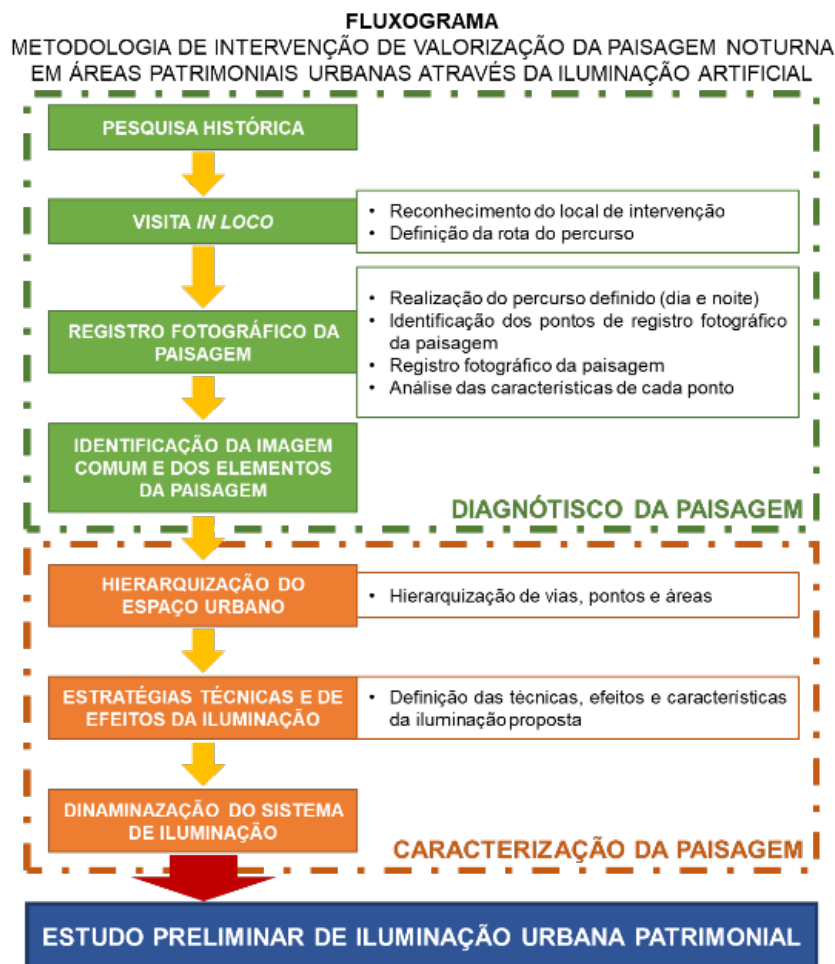 FLUXOGRAMA
METODOLOGIA DE INTERVENÇÃO DE VALORIZAÇÃO DA PAISAGEM NOTURNA
EM ÁREAS PATRIMONIAIS URBANAS ATRAVÉS DA ILUMINAÇÃO ARTIFICIAL
PESQUISA HISTÓRICA
VISITA IN LOCO
• Reconhecimento do local de intervenção
• Definição da rota do percurso
REGISTRO FOTOGRÁFICO DA
PAISAGEM
• Realização do percurso definido (dia e noite)
• Identificação dos pontos de registro fotográfico
da paisagem
• Registro fotográfico da paisagem
• Análise das características de cada ponto
IDENTIFICAÇÃO DA IMAGEM
COMUM E DOS ELEMENTOS
DA PAISAGEM
DIAGNÓTISCO DA PAISAGEM
HIERARQUIZAÇÃO DO
ESPAÇO URBANO
• Hierarquização de vias, pontos e áreas
ESTRATÉGIAS TÉCNICAS E DE
EFEITOS DA ILUMINAÇÃO
• Definição das técnicas, efeitos e características
da iluminação proposta
DINAMINAZAÇÃO DO SISTEMA
DE ILUMINAÇÃO
CARACTERIZAÇÃO DA PAISAGEM
ESTUDO PRELIMINAR DE ILUMINAÇÃO URBANA PATRIMONIAL